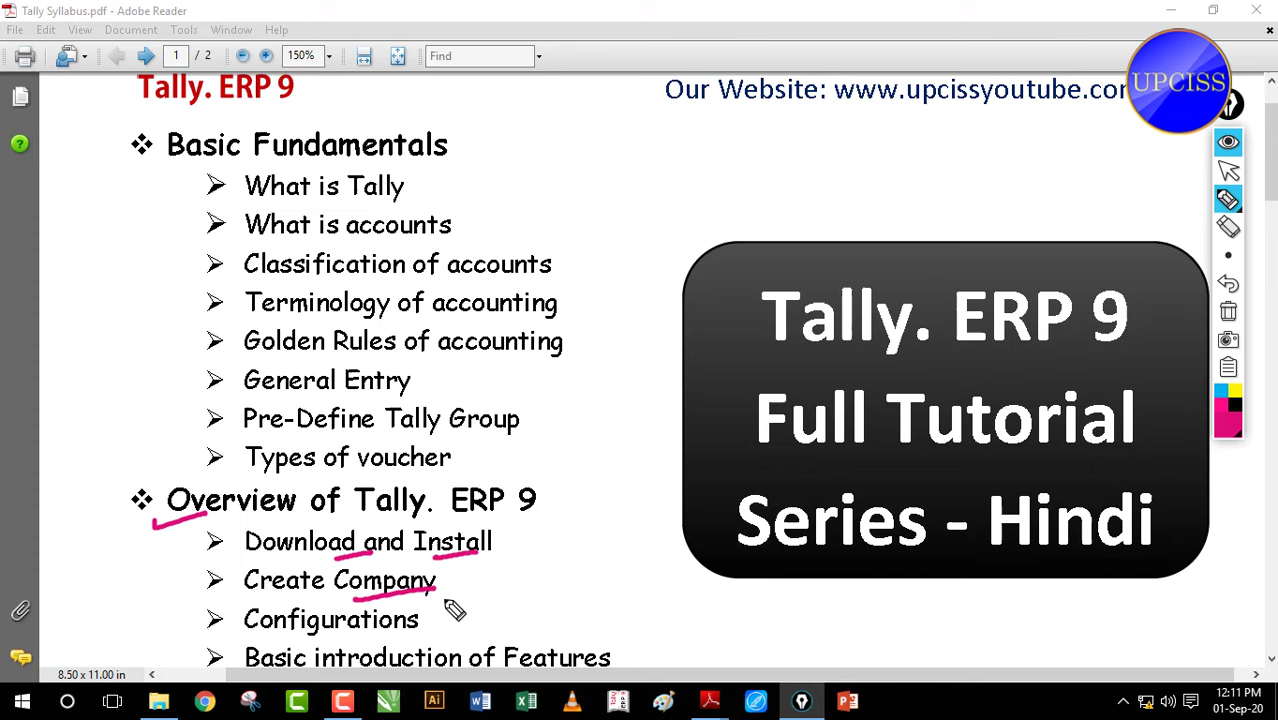 Tally Syllabus.pdf - Adobe Reader
File Edit View Document Tools Window Help
1 / 2 150% Find
Tally. ERP 9
Our Website: www.upcissyoutube.co
UPCISS
❖ Basic Fundamentals
➢ What is Tally
➢ What is accounts
➢ Classification of accounts
➢ Terminology of accounting
➢ Golden Rules of accounting
➢ General Entry
➢ Pre-Define Tally Group
➢ Types of voucher
❖ Overview of Tally. ERP 9
➢ Download and Install
➢ Create Company
➢ Configurations
➢ Basic introduction of Features
Tally. ERP 9
Full Tutorial
Series - Hindi
8.50 x 11.00 in
12:11 PM
01-Sep-20